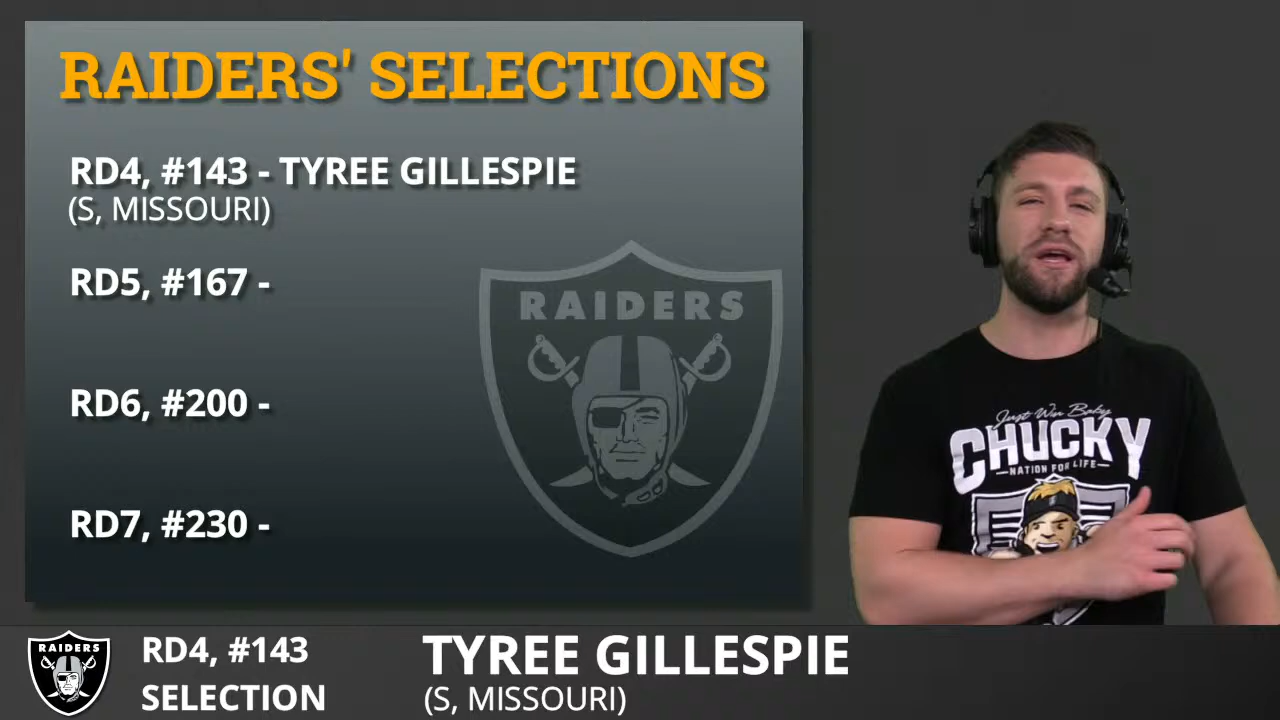 RAIDERS' SELECTIONS
RD4, #143 - TYREE GILLESPIE
(S, MISSOURI)
RD5, #167 -
RD6, #200 -
RD7, #230 -
RAIDERS
Just Win Baby
CHUCKY
NATION FOR LIFE
RAIDERS
RD4, #143
SELECTION
TYREE GILLESPIE
(S, MISSOURI)